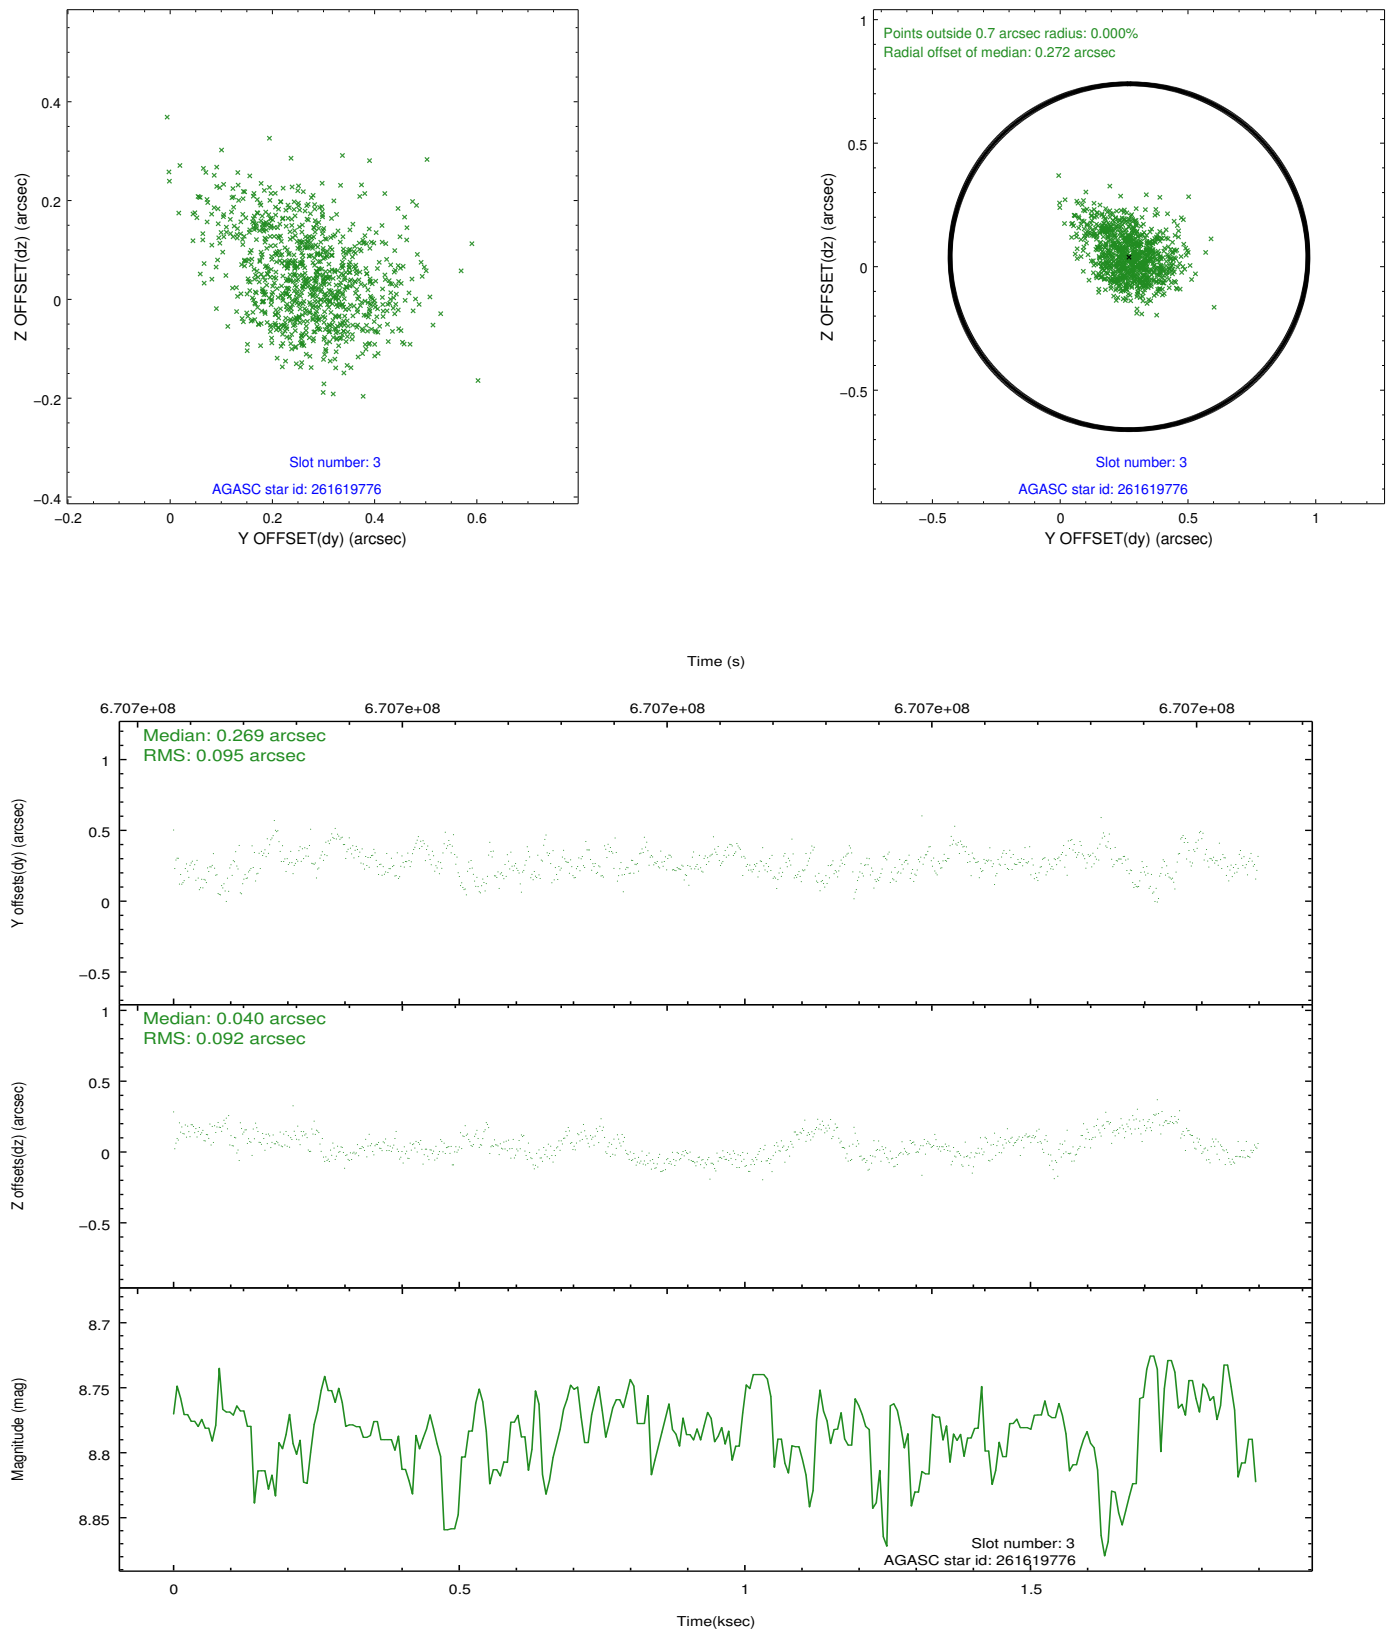 0.4
0.2
0
−0.2
−0.4
Z OFFSET(dz) (arcsec)
Slot number: 3
AGASC star id: 261619776
−0.2 0 0.2 0.4 0.6
Y OFFSET(dy) (arcsec)
Points outside 0.7 arcsec radius: 0.000%
Radial offset of median: 0.272 arcsec
1
0.5
0
−0.5
Z OFFSET(dz) (arcsec)
Slot number: 3
AGASC star id: 261619776
−0.5 0 0.5 1
Y OFFSET(dy) (arcsec)
Time (s)
6.707e+08 6.707e+08 6.707e+08 6.707e+08 6.707e+08
Median: 0.269 arcsec
RMS: 0.095 arcsec
1
0.5
0
−0.5
Y offsets(dy) (arcsec)
Median: 0.040 arcsec
RMS: 0.092 arcsec
1
0.5
0
−0.5
Z offsets(dz) (arcsec)
8.7
8.75
8.8
8.85
Magnitude (mag)
Slot number: 3
AGASC star id: 261619776
0 0.5 1 1.5
Time(ksec)